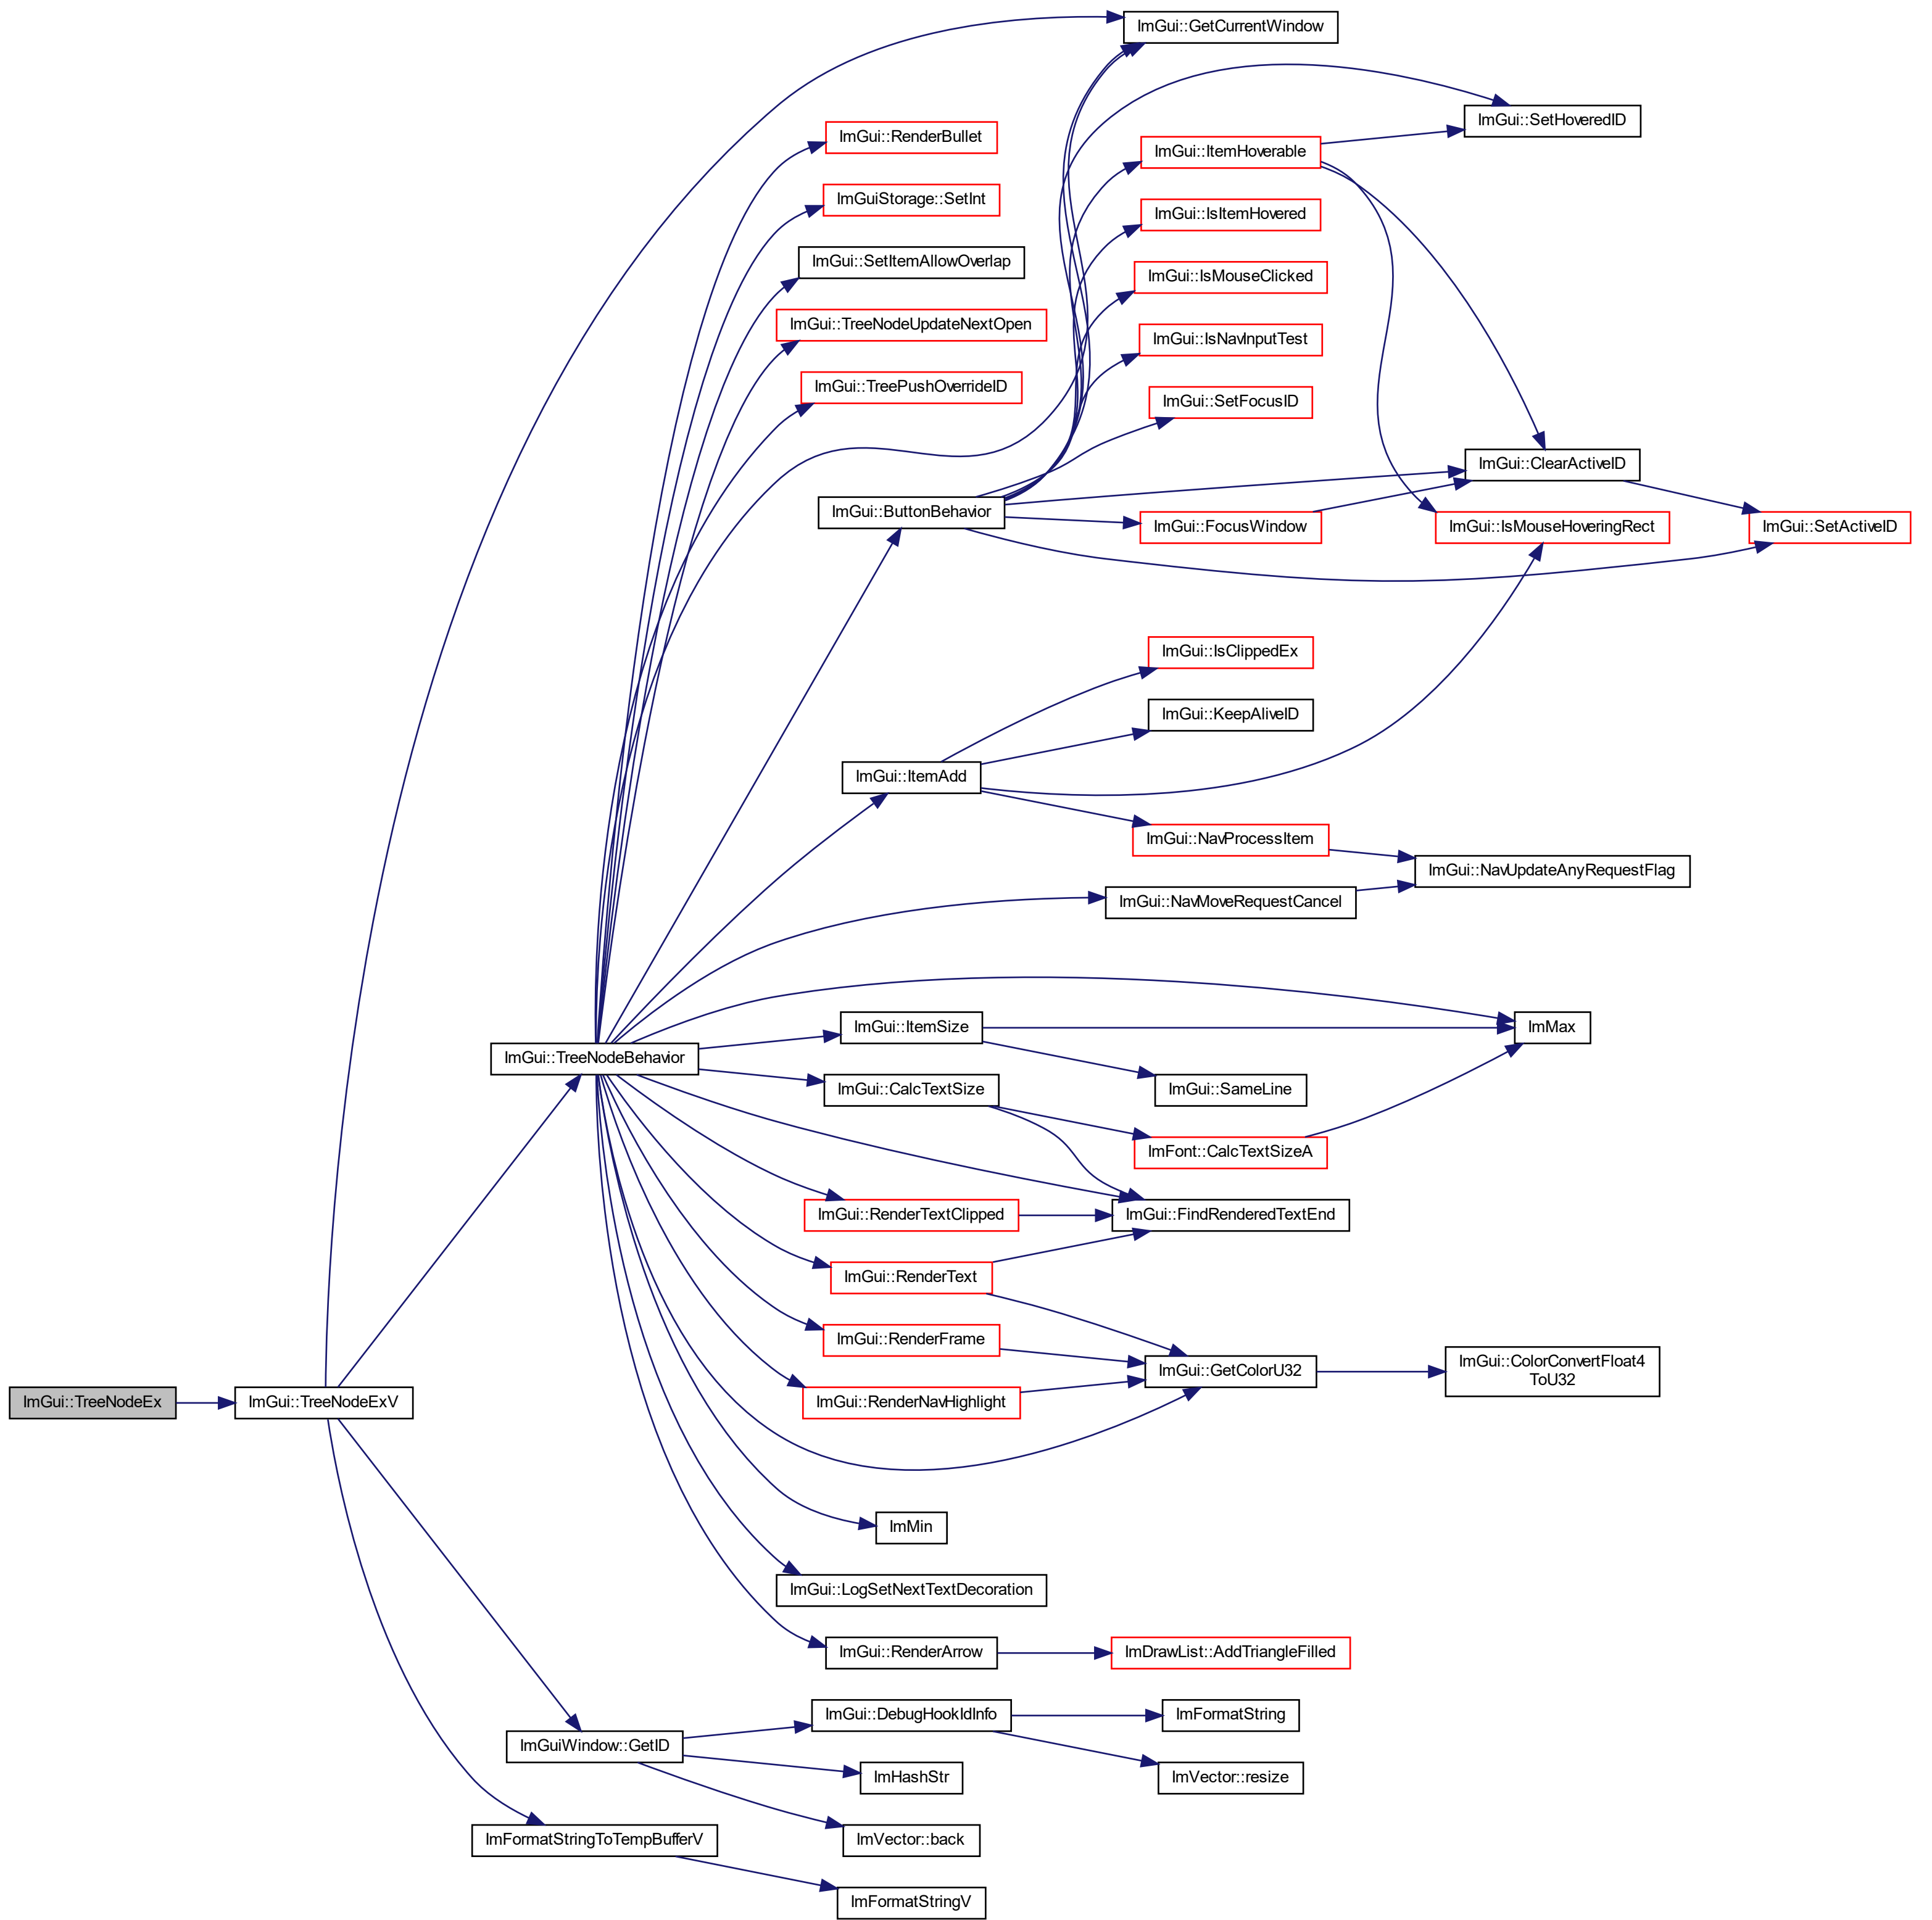 ImGui::GetCurrentWindow
ImGui::SetHoveredID
ImGui::RenderBullet
ImGui::ItemHoverable
ImGuiStorage::SetInt
ImGui::IsItemHovered
ImGui::SetItemAllowOverlap
ImGui::IsMouseClicked
ImGui::TreeNodeUpdateNextOpen
ImGui::IsNavInputTest
ImGui::TreePushOverrideID
ImGui::SetFocusID
ImGui::ClearActiveID
ImGui::ButtonBehavior
ImGui::FocusWindow
ImGui::IsMouseHoveringRect
ImGui::SetActiveID
ImGui::IsClippedEx
ImGui::KeepAliveID
ImGui::ItemAdd
ImGui::NavProcessItem
ImGui::NavUpdateAnyRequestFlag
ImGui::NavMoveRequestCancel
ImGui::ItemSize
ImMax
ImGui::TreeNodeBehavior
ImGui::CalcTextSize
ImGui::SameLine
ImFont::CalcTextSizeA
ImGui::RenderTextClipped
ImGui::FindRenderedTextEnd
ImGui::RenderText
ImGui::RenderFrame
ImGui::GetColorU32
ImGui::ColorConvertFloat4
ToU32
ImGui::TreeNodeEx
ImGui::TreeNodeExV
ImGui::RenderNavHighlight
ImMin
ImGui::LogSetNextTextDecoration
ImGui::RenderArrow
ImDrawList::AddTriangleFilled
ImGui::DebugHookIdInfo
ImFormatString
ImGuiWindow::GetID
ImHashStr
ImVector::resize
ImFormatStringToTempBufferV
ImVector::back
ImFormatStringV